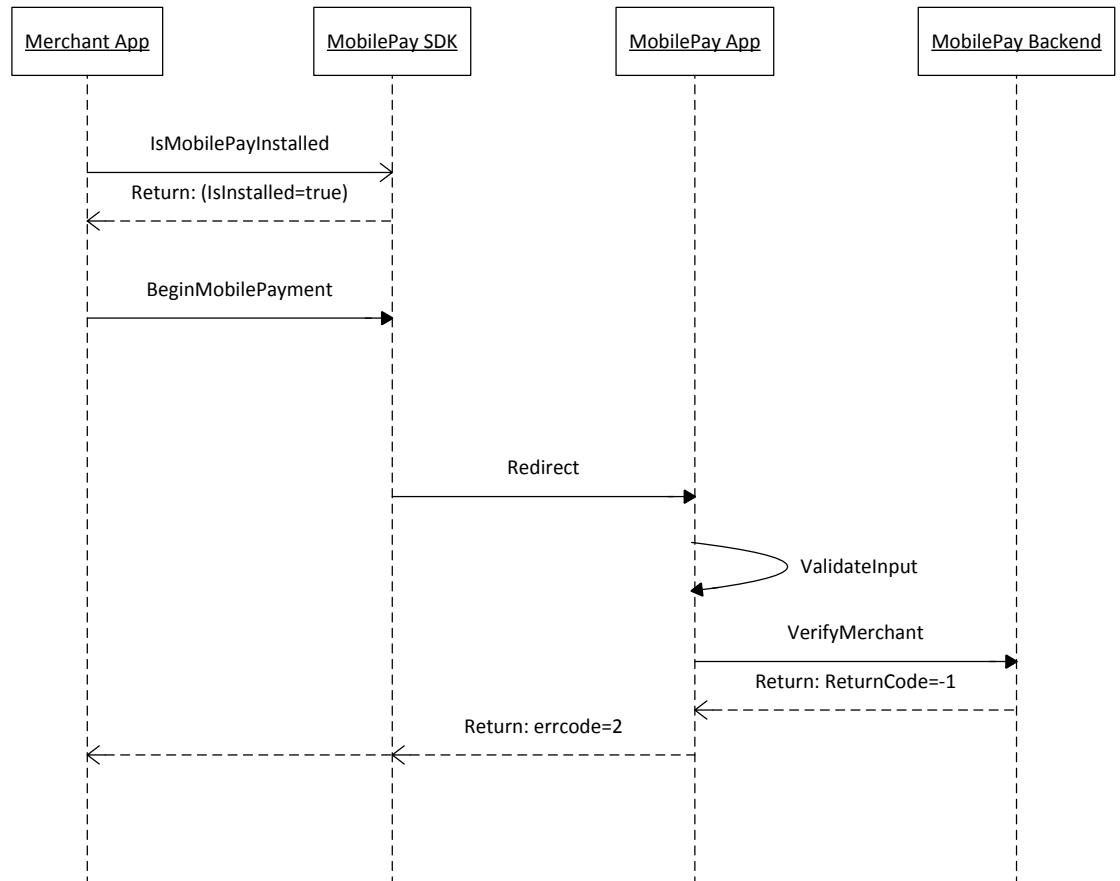 Merchant App
MobilePay SDK
MobilePay App
MobilePay Backend
IsMobilePayInstalled
Return: (IsInstalled=true)
BeginMobilePayment
Redirect
ValidateInput
VerifyMerchant
Return: ReturnCode=-1
Return: errcode=2